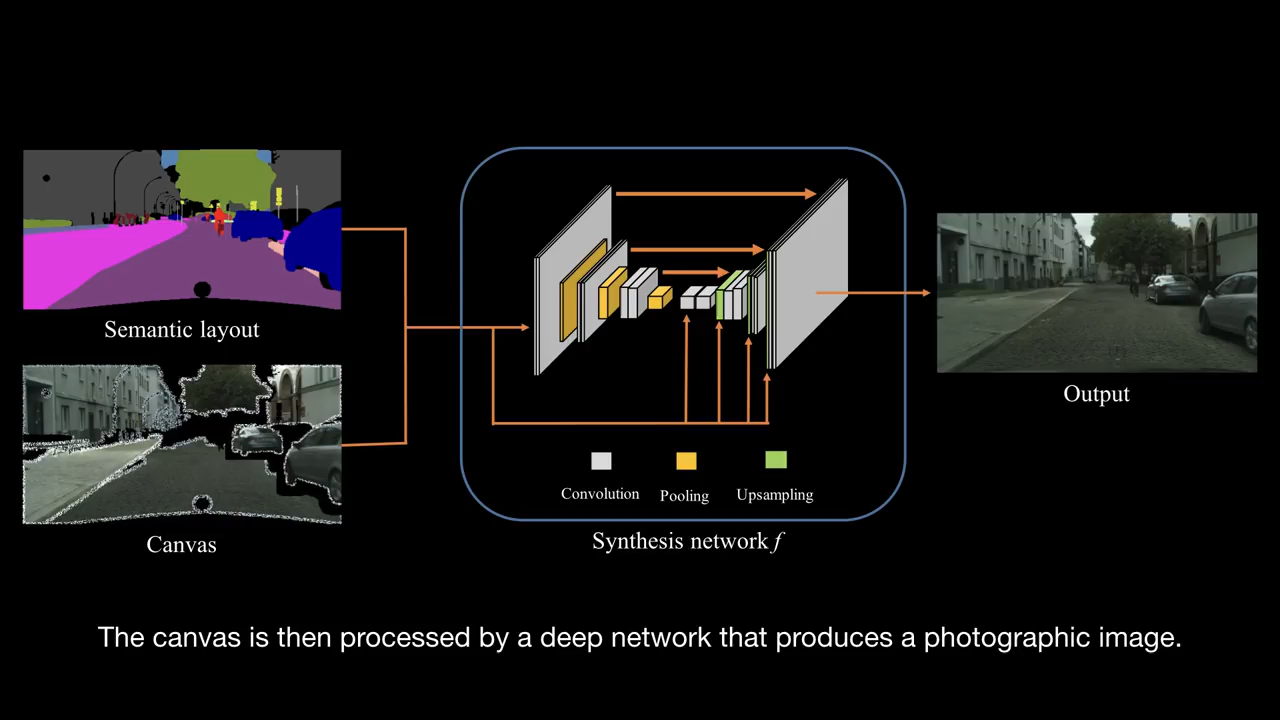 Semantic layout
Canvas
Convolution
Pooling
Upsampling
Synthesis network f
Output
The canvas is then processed by a deep network that produces a photographic image.